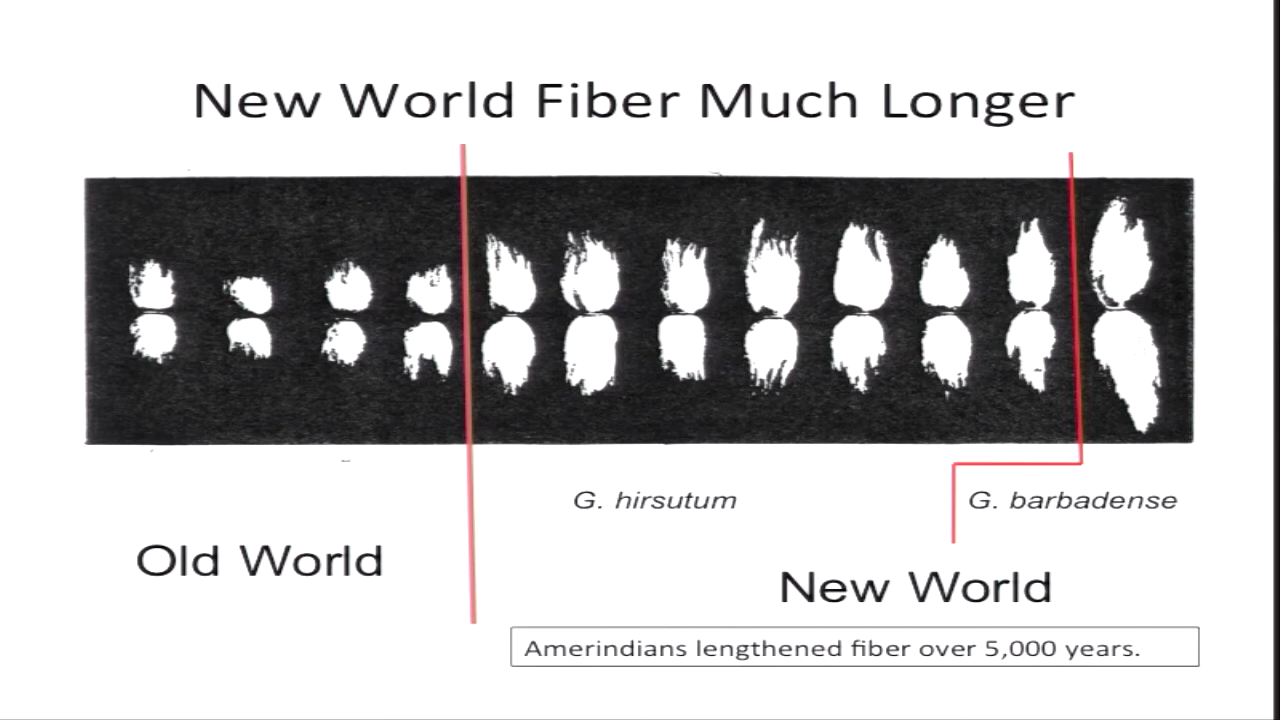 New World Fiber Much Longer
G. hirsutum
G. barbadense
Old World
New World
Amerindians lengthened fiber over 5,000 years.